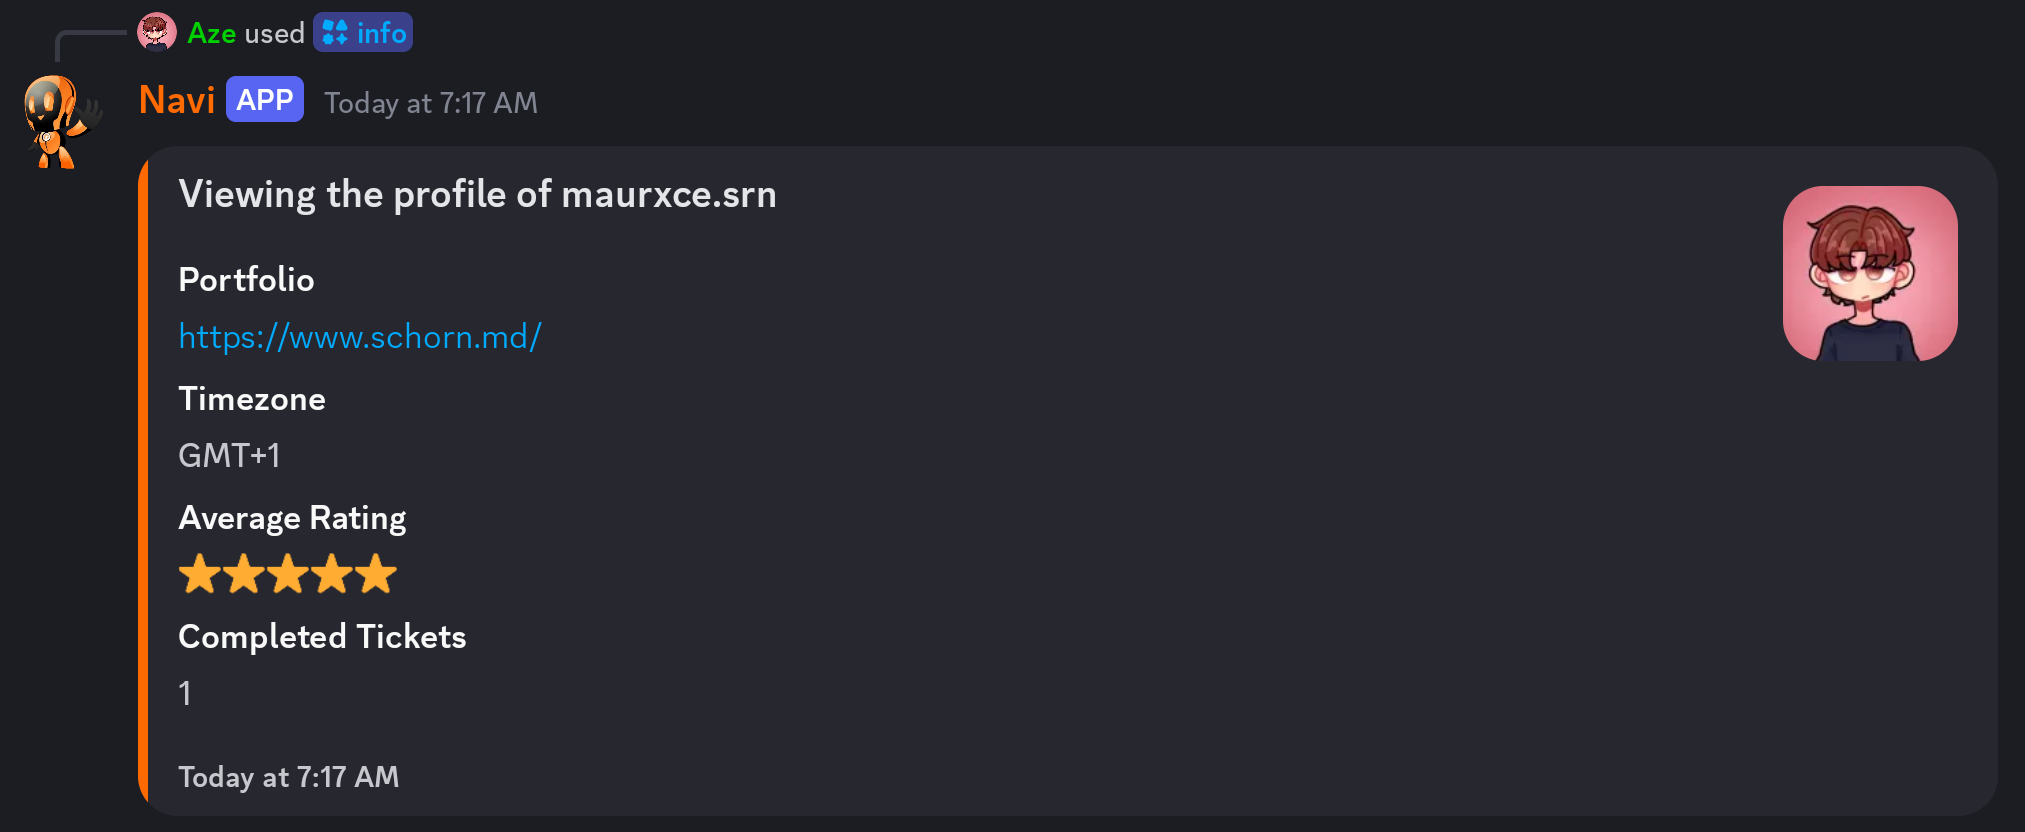 Aze used info
Navi APP Today at 7:17 AM
Viewing the profile of maurxce.srn
Portfolio
https://www.schorn.md/
Timezone
GMT+1
Average Rating
⭐⭐⭐⭐⭐
Completed Tickets
1
Today at 7:17 AM